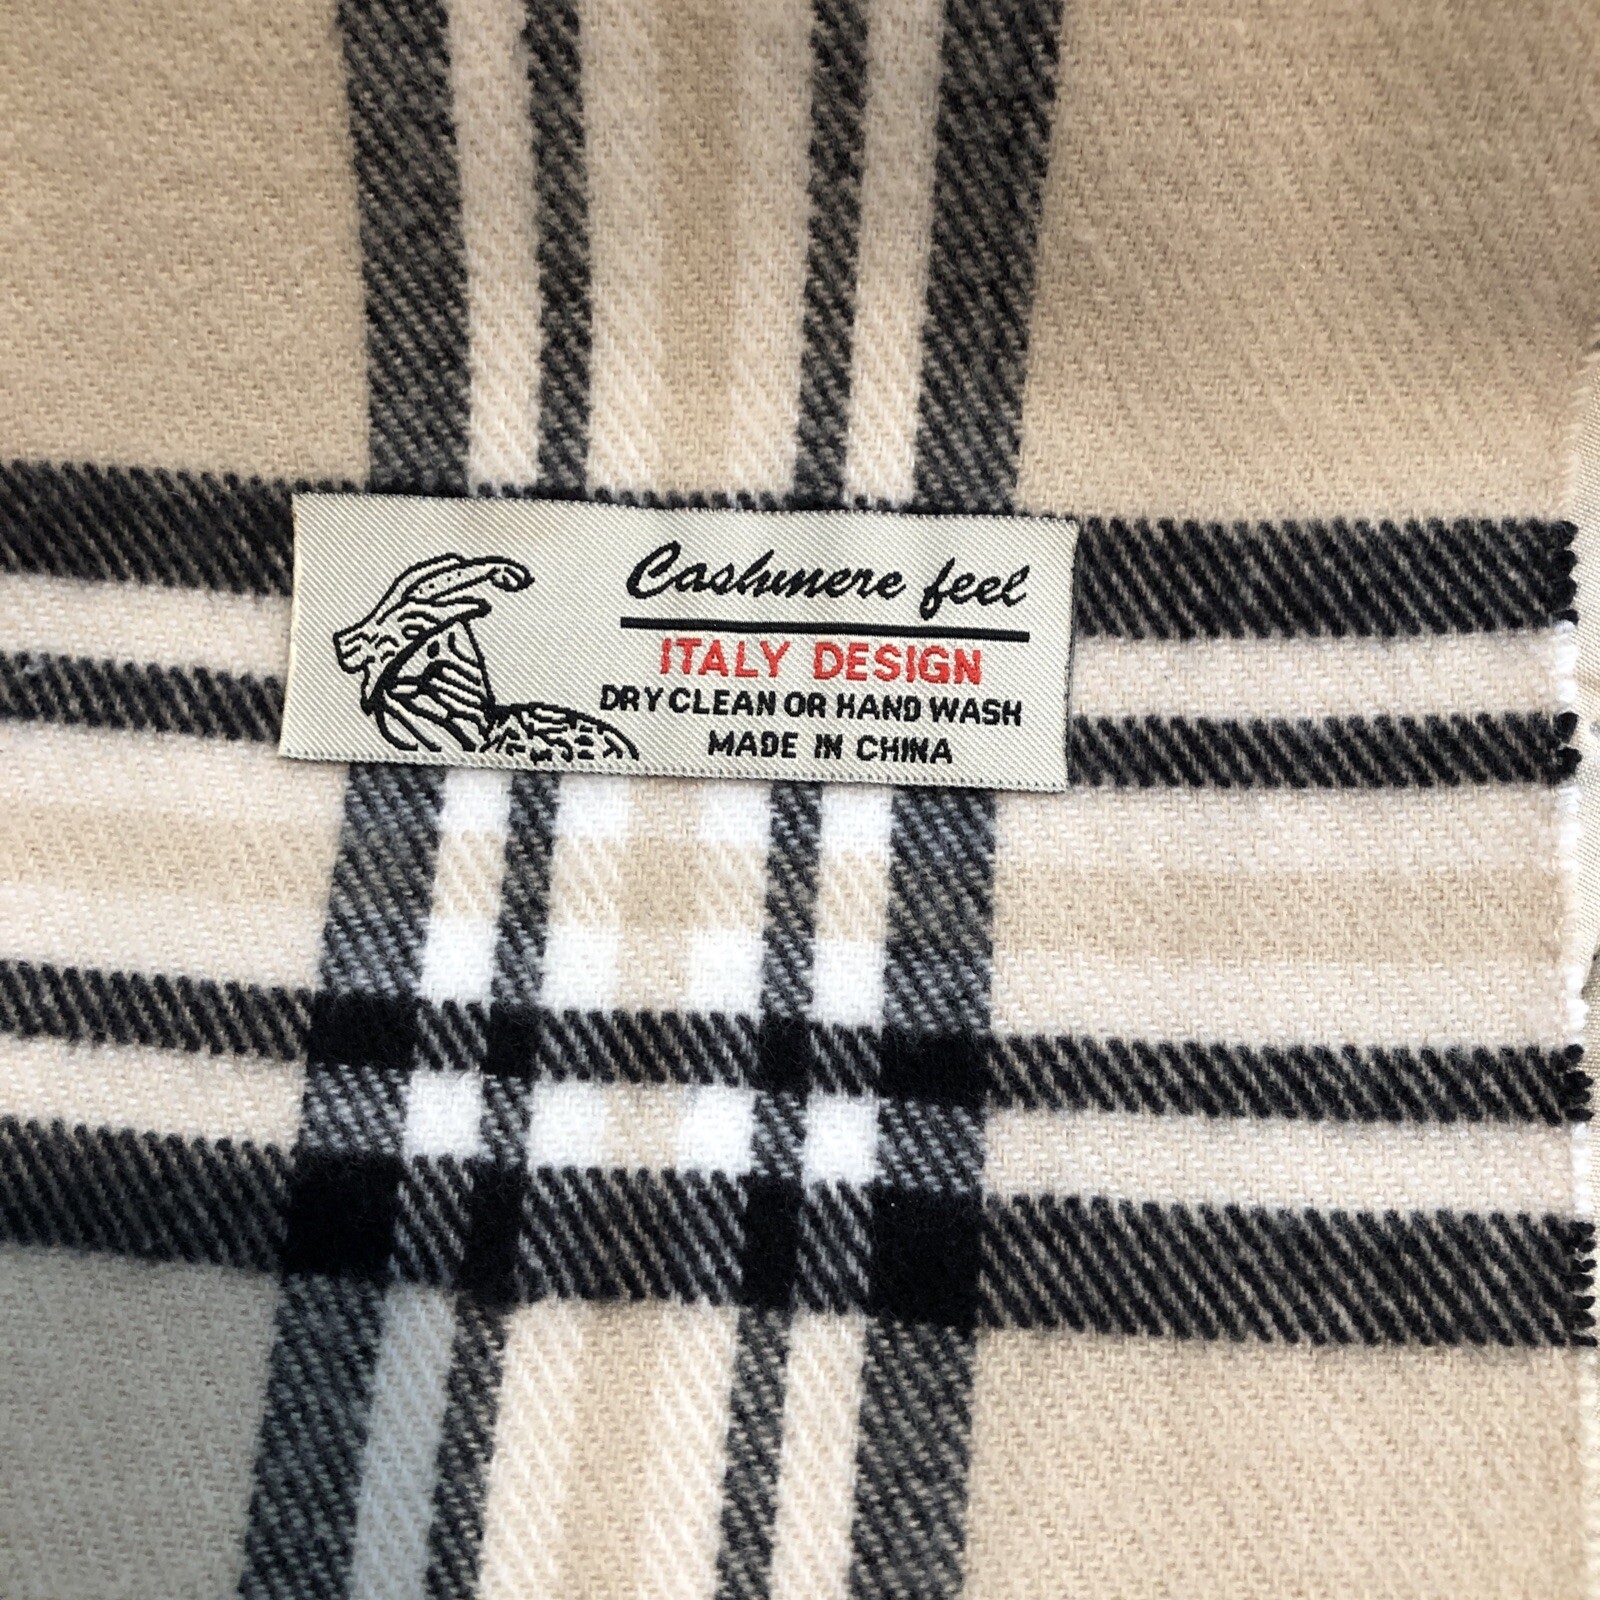 Cashmere feel
ITALY DESIGN
DRY CLEAN OR HAND WASH
MADE IN CHINA